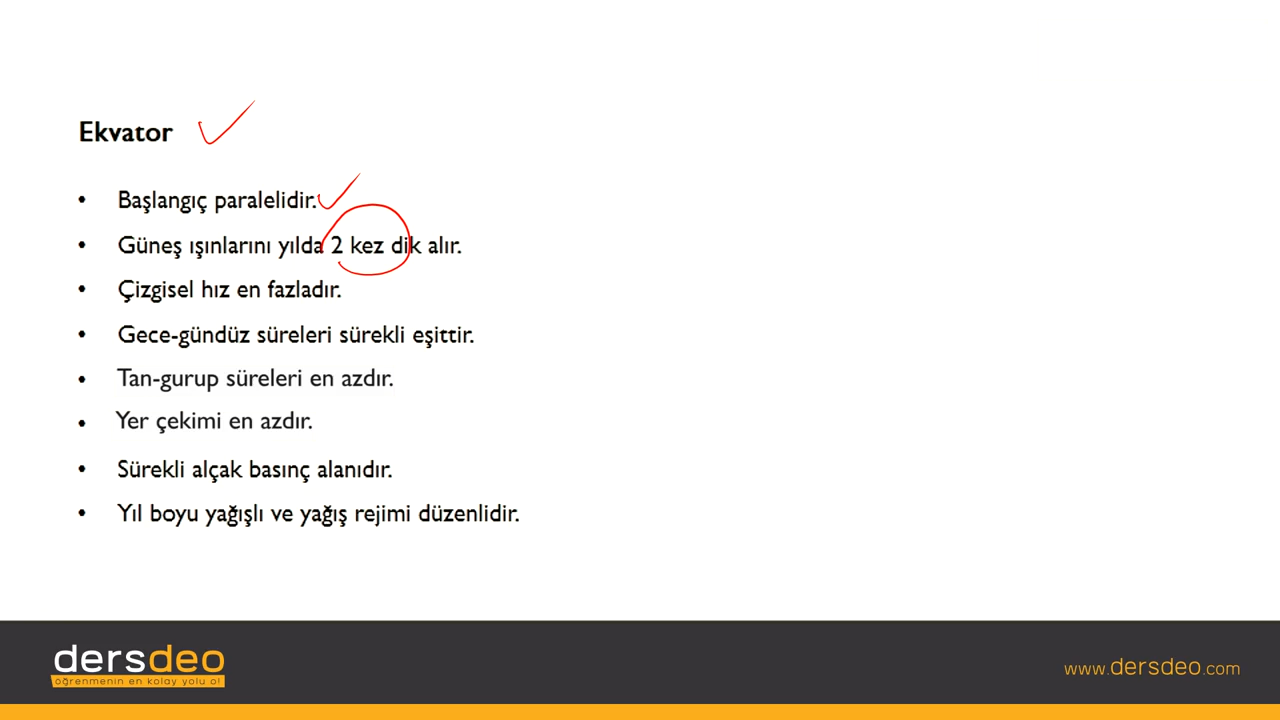 Ekvator
• Başlangıç paralelidir.
• Güneş ışınlarını yılda 2 kez dik alır.
• Çizgisel hız en fazladır.
• Gece-gündüz süreleri sürekli eşittir.
• Tan-gurup süreleri en azdır.
• Yer çekimi en azdır.
• Sürekli alçak basınç alanıdır.
• Yıl boyu yağışlı ve yağış rejimi düzenlidir.
dersdeo
öğrenmenin en kolay yolu o!
www.dersdeo.com